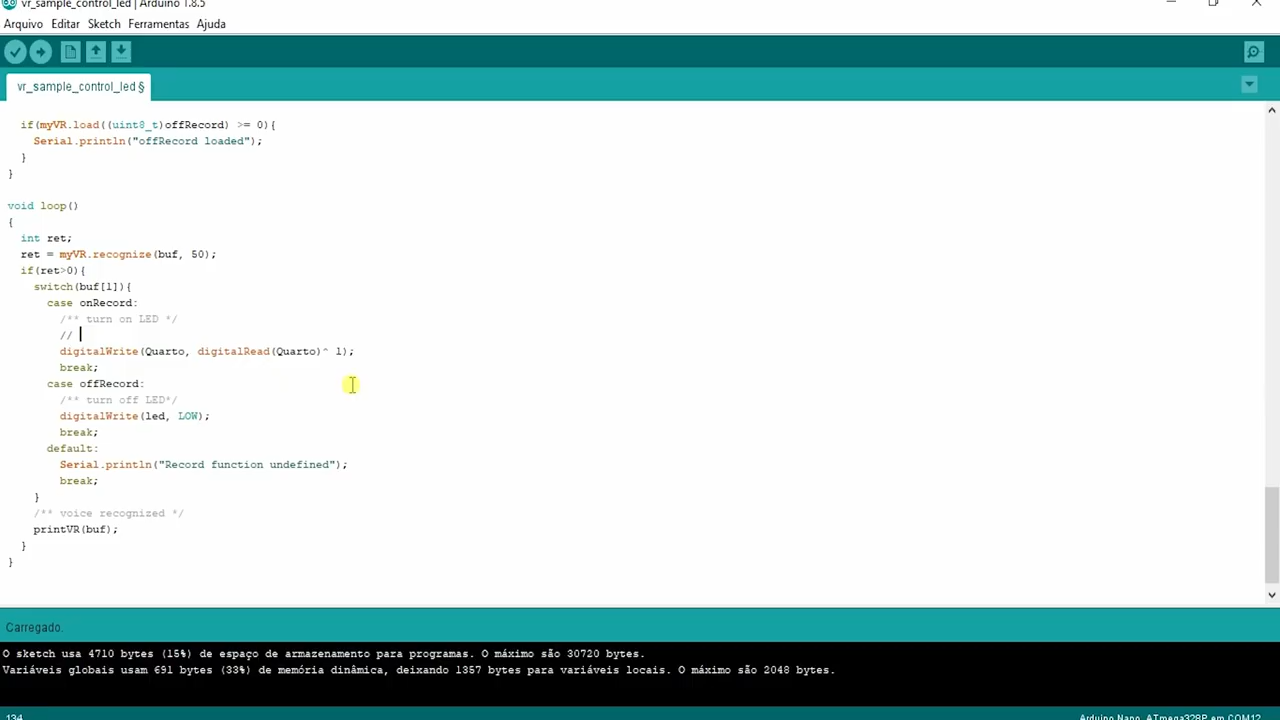 vr_sample_control_led | Arduino 1.8.5
Arquivo Editar Sketch Ferramentas Ajuda
vr_sample_control_led §
if(myVR.load((uint8_t)offRecord) >= 0){
Serial.println("offRecord loaded");
}
}
void loop()
{
int ret;
ret = myVR.recognize(buf, 50);
if(ret>0){
switch(buf[1]){
case onRecord:
/** turn on LED */
//
digitalWrite(Quarto, digitalRead(Quarto)^ 1);
break;
case offRecord:
/** turn off LED*/
digitalWrite(led, LOW);
break;
default:
Serial.println("Record function undefined");
break;
}
/** voice recognized */
printVR(buf);
}
}
Carregado.
O sketch usa 4710 bytes (15%) de espaço de armazenamento para programas. O máximo são 30720 bytes.
Variáveis globais usam 691 bytes (33%) de memória dinâmica, deixando 1357 bytes para variáveis locais. O máximo são 2048 bytes.
134
Arduino Nano, ATmega328P em COM12